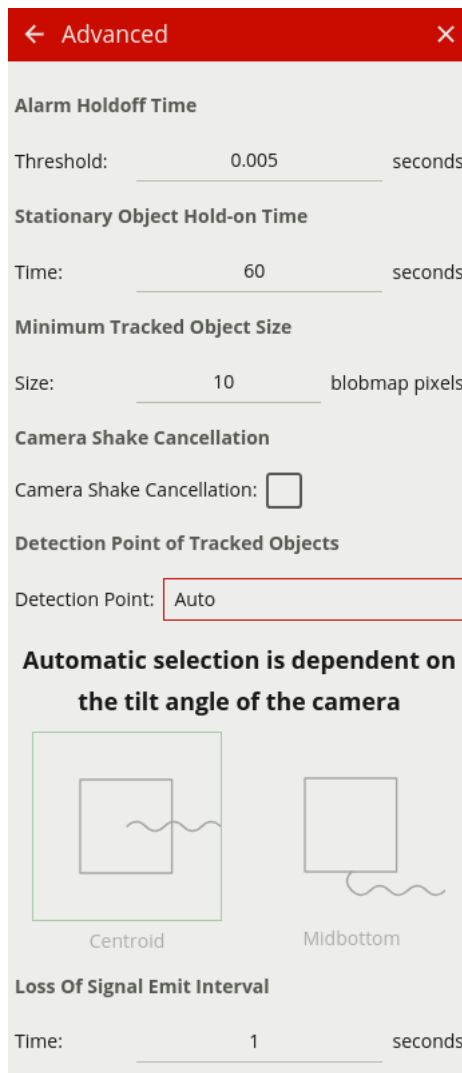 Advanced
Alarm Holdoff Time
Threshold: 0.005 seconds
Stationary Object Hold-on Time
Time: 60 seconds
Minimum Tracked Object Size
Size: 10 blobmap pixels
Camera Shake Cancellation
Camera Shake Cancellation:
Detection Point of Tracked Objects
Detection Point: Auto
Automatic selection is dependent on
the tilt angle of the camera
Centroid Midbottom
Loss Of Signal Emit Interval
Time: 1 seconds